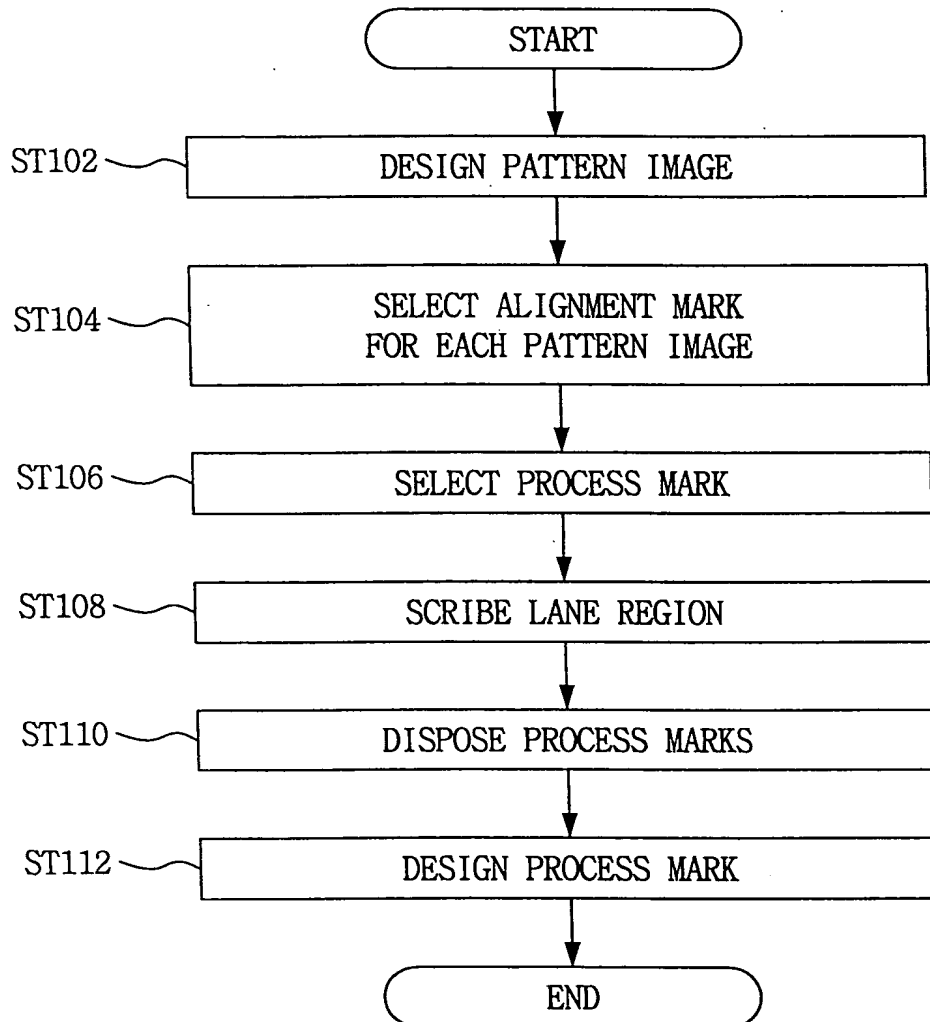 START
ST102
DESIGN PATTERN IMAGE
ST104
SELECT ALIGNMENT MARK
FOR EACH PATTERN IMAGE
ST106
SELECT PROCESS MARK
ST108
SCRIBE LANE REGION
ST110
DISPOSE PROCESS MARKS
ST112
DESIGN PROCESS MARK
END